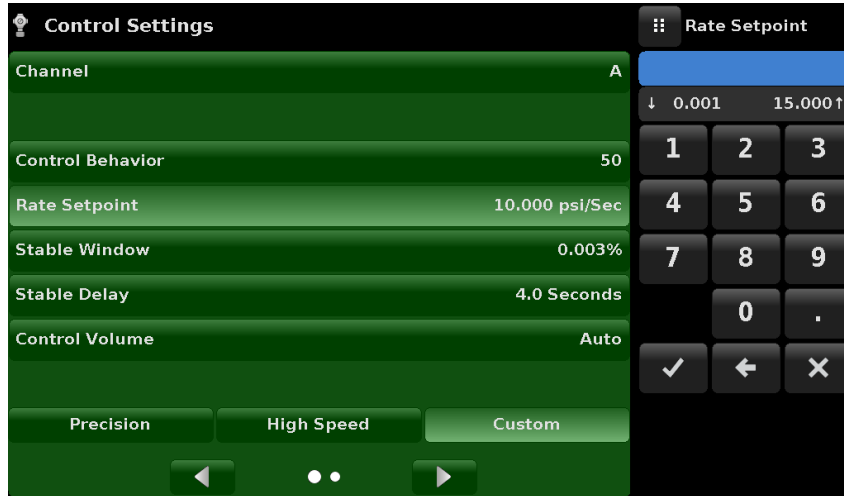 Control Settings
Channel A
Control Behavior 50
Rate Setpoint 10.000 psi/Sec
Stable Window 0.003%
Stable Delay 4.0 Seconds
Control Volume Auto
Precision High Speed Custom
Rate Setpoint
↓ 0.001 15.000↑
1 2 3
4 5 6
7 8 9
0 .